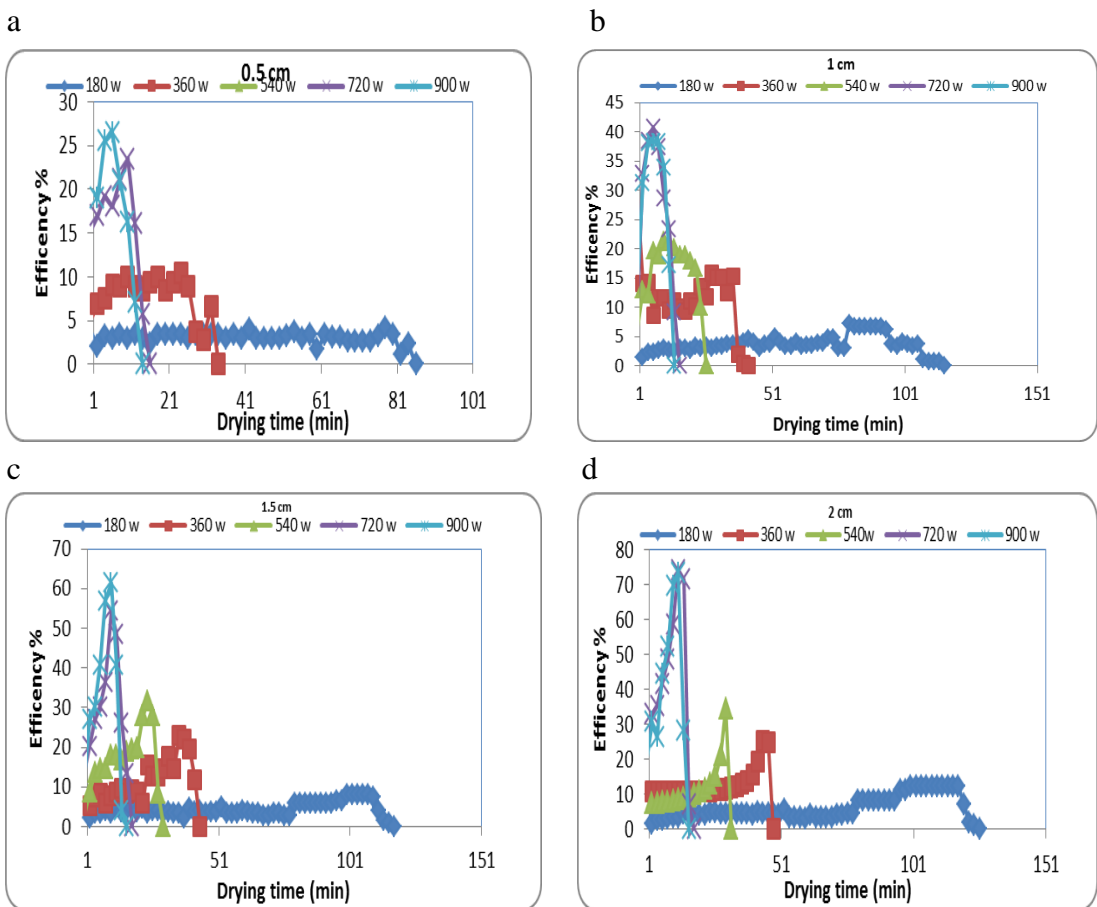 a
0.5 cm
180 w 360 w 540 w 720 w 900 w
30
25
20
15
10
5
0
Efficency %
1 21 41 61 81 101
Drying time (min)
b
1 cm
180 w 360 w 540 w 720 w 900 w
45
40
35
30
25
20
15
10
5
0
Efficency %
1 51 101 151
Drying time (min)
c
1.5 cm
180 w 360 w 540 w 720 w 900 w
70
60
50
40
30
20
10
0
Efficency %
1 51 101 151
Drying time (min)
d
2 cm
180 w 360 w 540w 720 w 900 w
80
70
60
50
40
30
20
10
0
Efficency %
1 51 101 151
Drying time (min)